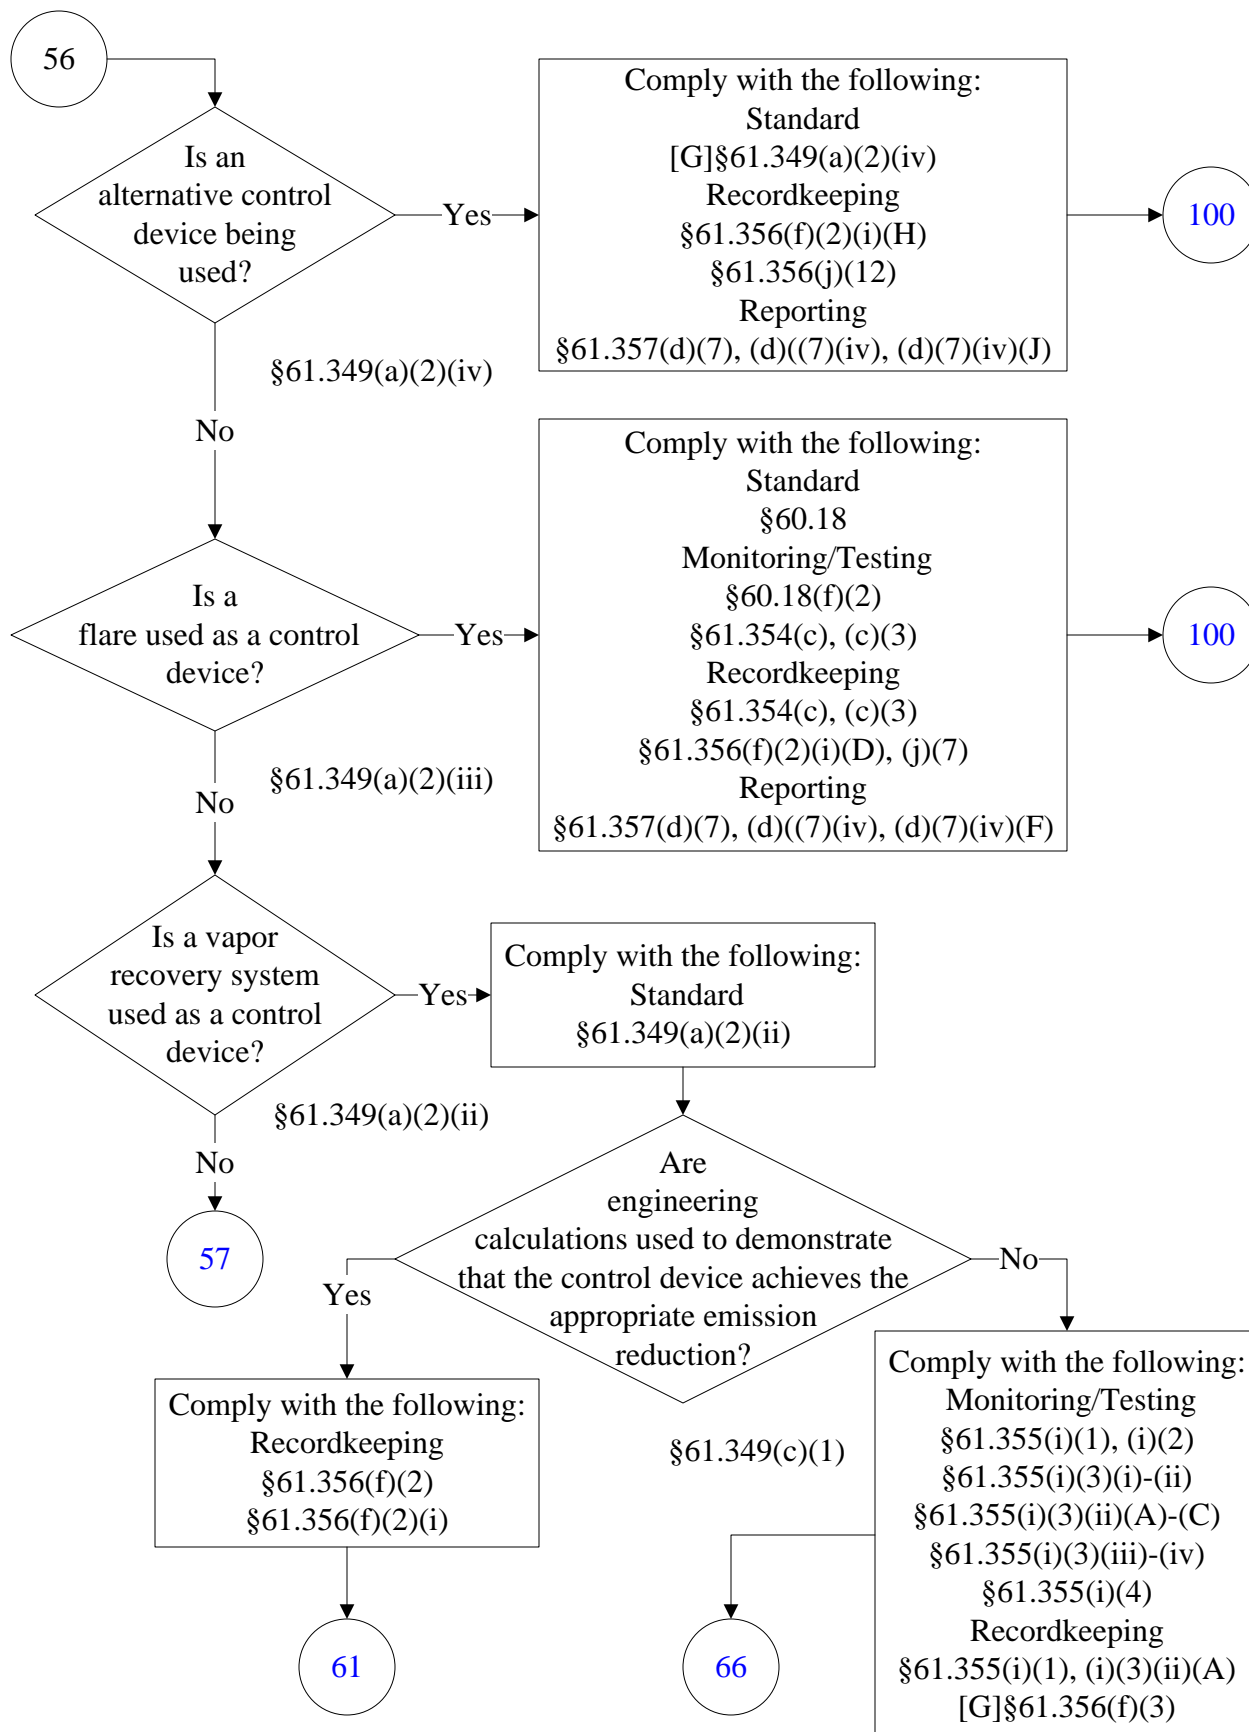 56
Is an
alternative control
device being
used?
Yes
Comply with the following:
Standard
[G]§61.349(a)(2)(iv)
Recordkeeping
§61.356(f)(2)(i)(H)
§61.356(j)(12)
Reporting
§61.357(d)(7), (d)((7)(iv), (d)(7)(iv)(J)
100
§61.349(a)(2)(iv)
No
Is a
flare used as a control
device?
Yes
Comply with the following:
Standard
§60.18
Monitoring/Testing
§60.18(f)(2)
§61.354(c), (c)(3)
Recordkeeping
§61.354(c), (c)(3)
§61.356(f)(2)(i)(D), (j)(7)
Reporting
§61.357(d)(7), (d)((7)(iv), (d)(7)(iv)(F)
100
§61.349(a)(2)(iii)
No
Is a vapor
recovery system
used as a control
device?
Yes
Comply with the following:
Standard
§61.349(a)(2)(ii)
§61.349(a)(2)(ii)
No
57
Are
engineering
calculations used to demonstrate
that the control device achieves the
appropriate emission
reduction?
Yes
No
§61.349(c)(1)
Comply with the following:
Recordkeeping
§61.356(f)(2)
§61.356(f)(2)(i)
61
Comply with the following:
Monitoring/Testing
§61.355(i)(1), (i)(2)
§61.355(i)(3)(i)-(ii)
§61.355(i)(3)(ii)(A)-(C)
§61.355(i)(3)(iii)-(iv)
§61.355(i)(4)
Recordkeeping
§61.355(i)(1), (i)(3)(ii)(A)
[G]§61.356(f)(3)
66